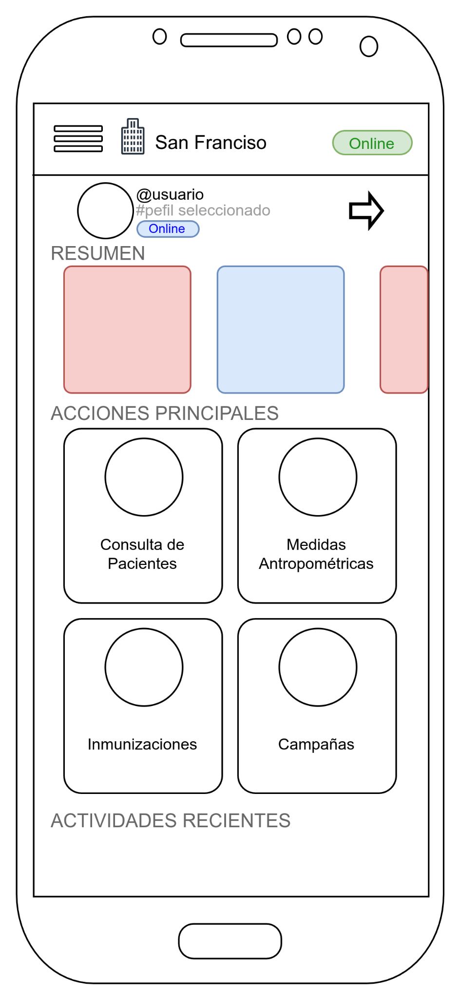 San Franciso
Online
@usuario
#pefil seleccionado
Online
RESUMEN
ACCIONES PRINCIPALES
Consulta de
Pacientes
Medidas
Antropométricas
Inmunizaciones
Campañas
ACTIVIDADES RECIENTES